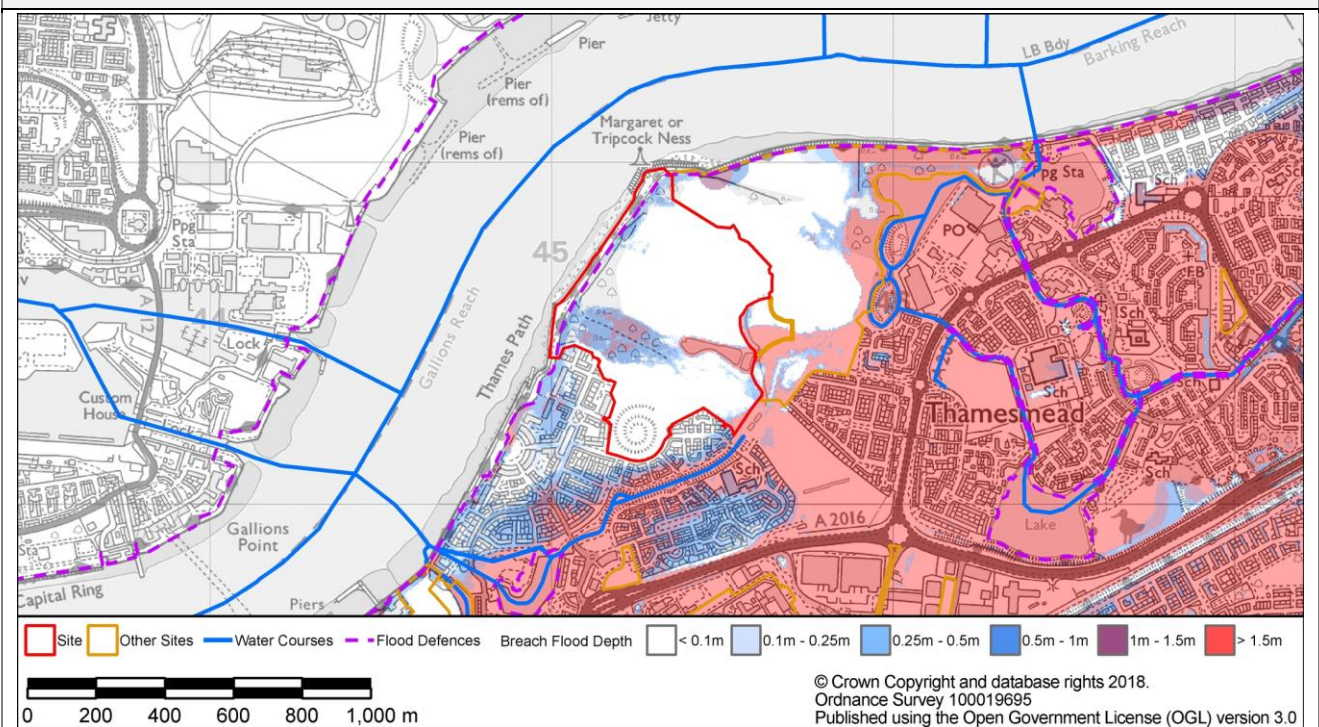 Jetty
Pier
LB Bdy
Barking Reach
A117
Pier
(rems of)
Pier
(rems of)
Margaret or
Tripcock Ness
Ppg Sta
Sch
Ppg
Sta
PO
FB
45
44
A112
Lock
Gallions Reach
Thames Path
Sch
Sch
Sch
Custom
House
Thamesmead
Sch
Sch
Lake
A 2016
Gallions
Point
Sta
Capital Ring
Piers
Site
Other Sites
Water Courses
Flood Defences
Breach Flood Depth
< 0.1m
0.1m - 0.25m
0.25m - 0.5m
0.5m - 1m
1m - 1.5m
> 1.5m
0 200 400 600 800 1,000 m
© Crown Copyright and database rights 2018.
Ordnance Survey 100019695
Published using the Open Government License (OGL) version 3.0